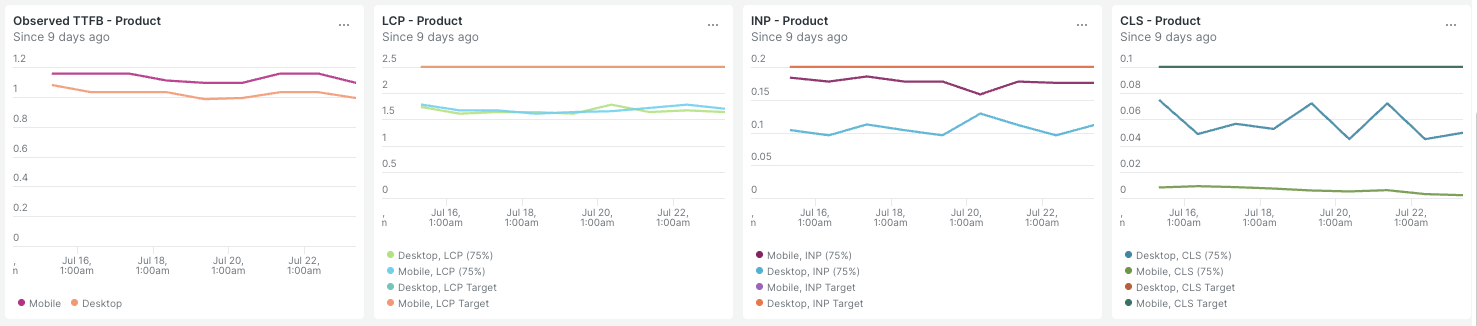 Observed TTFB - Product
...
Since 9 days ago
1.2
1
0.8
0.6
0.4
0.2
0
,
n
Jul 16,
1:00am
Jul 18,
1:00am
Jul 20,
1:00am
Jul 22,
1:00am
Mobile
Desktop
LCP - Product
...
Since 9 days ago
2.5
2
1.5
1
0.5
0
,
n
Jul 16,
1:00am
Jul 18,
1:00am
Jul 20,
1:00am
Jul 22,
1:00am
Desktop, LCP (75%)
Mobile, LCP (75%)
Desktop, LCP Target
Mobile, LCP Target
INP - Product
...
Since 9 days ago
0.2
0.15
0.1
0.05
0
,
n
Jul 16,
1:00am
Jul 18,
1:00am
Jul 20,
1:00am
Jul 22,
1:00am
Mobile, INP (75%)
Desktop, INP (75%)
Mobile, INP Target
Desktop, INP Target
CLS - Product
...
Since 9 days ago
0.1
0.08
0.06
0.04
0.02
0
,
n
Jul 16,
1:00am
Jul 18,
1:00am
Jul 20,
1:00am
Jul 22,
1:00am
Desktop, CLS (75%)
Mobile, CLS (75%)
Desktop, CLS Target
Mobile, CLS Target